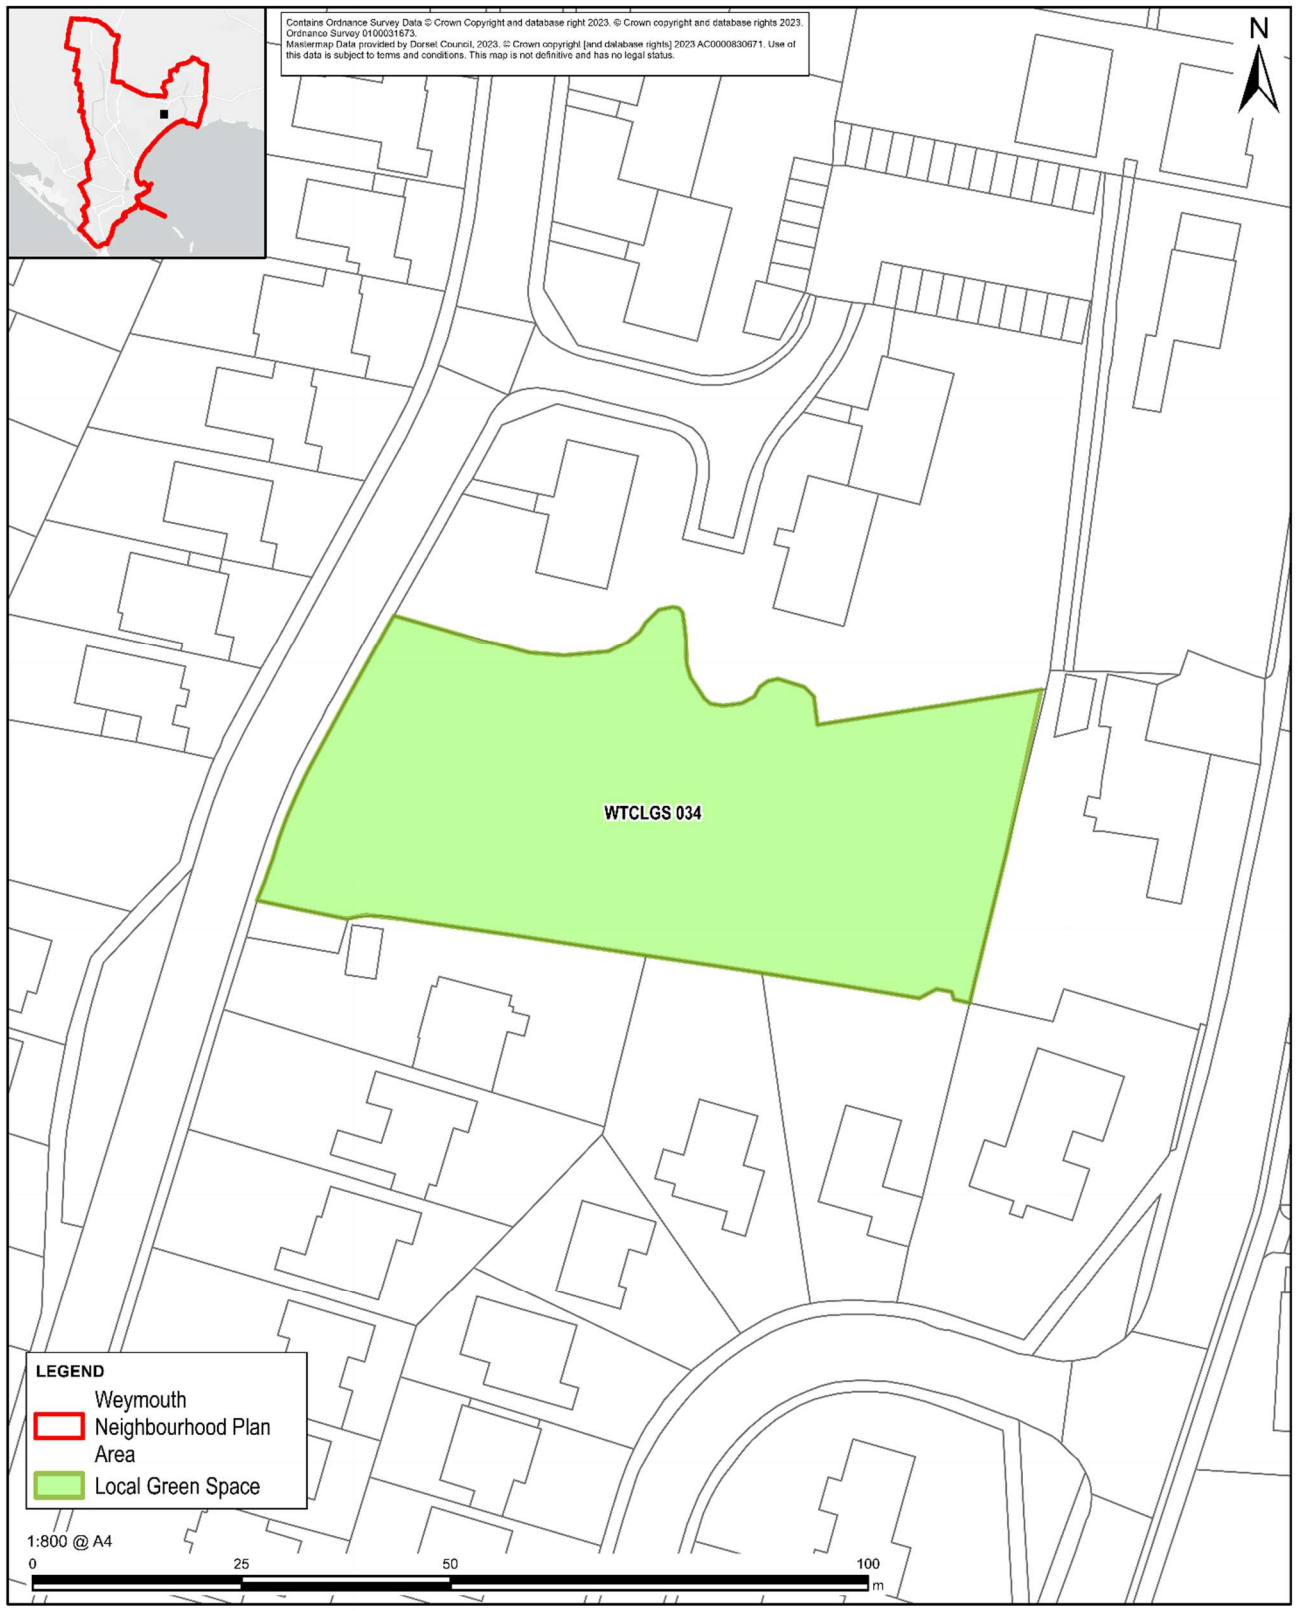 Contains Ordnance Survey Data © Crown Copyright and database right 2023. © Crown copyright and database rights 2023.
Ordnance Survey 0100031673.
Mastermap Data provided by Dorset Council, 2023. © Crown copyright [and database rights] 2023 AC0000830671. Use of
this data is subject to terms and conditions. This map is not definitive and has no legal status.
N
WTCLGS 034
LEGEND
Weymouth
Neighbourhood Plan
Area
Local Green Space
1:800 @ A4
0 25 50 100
m